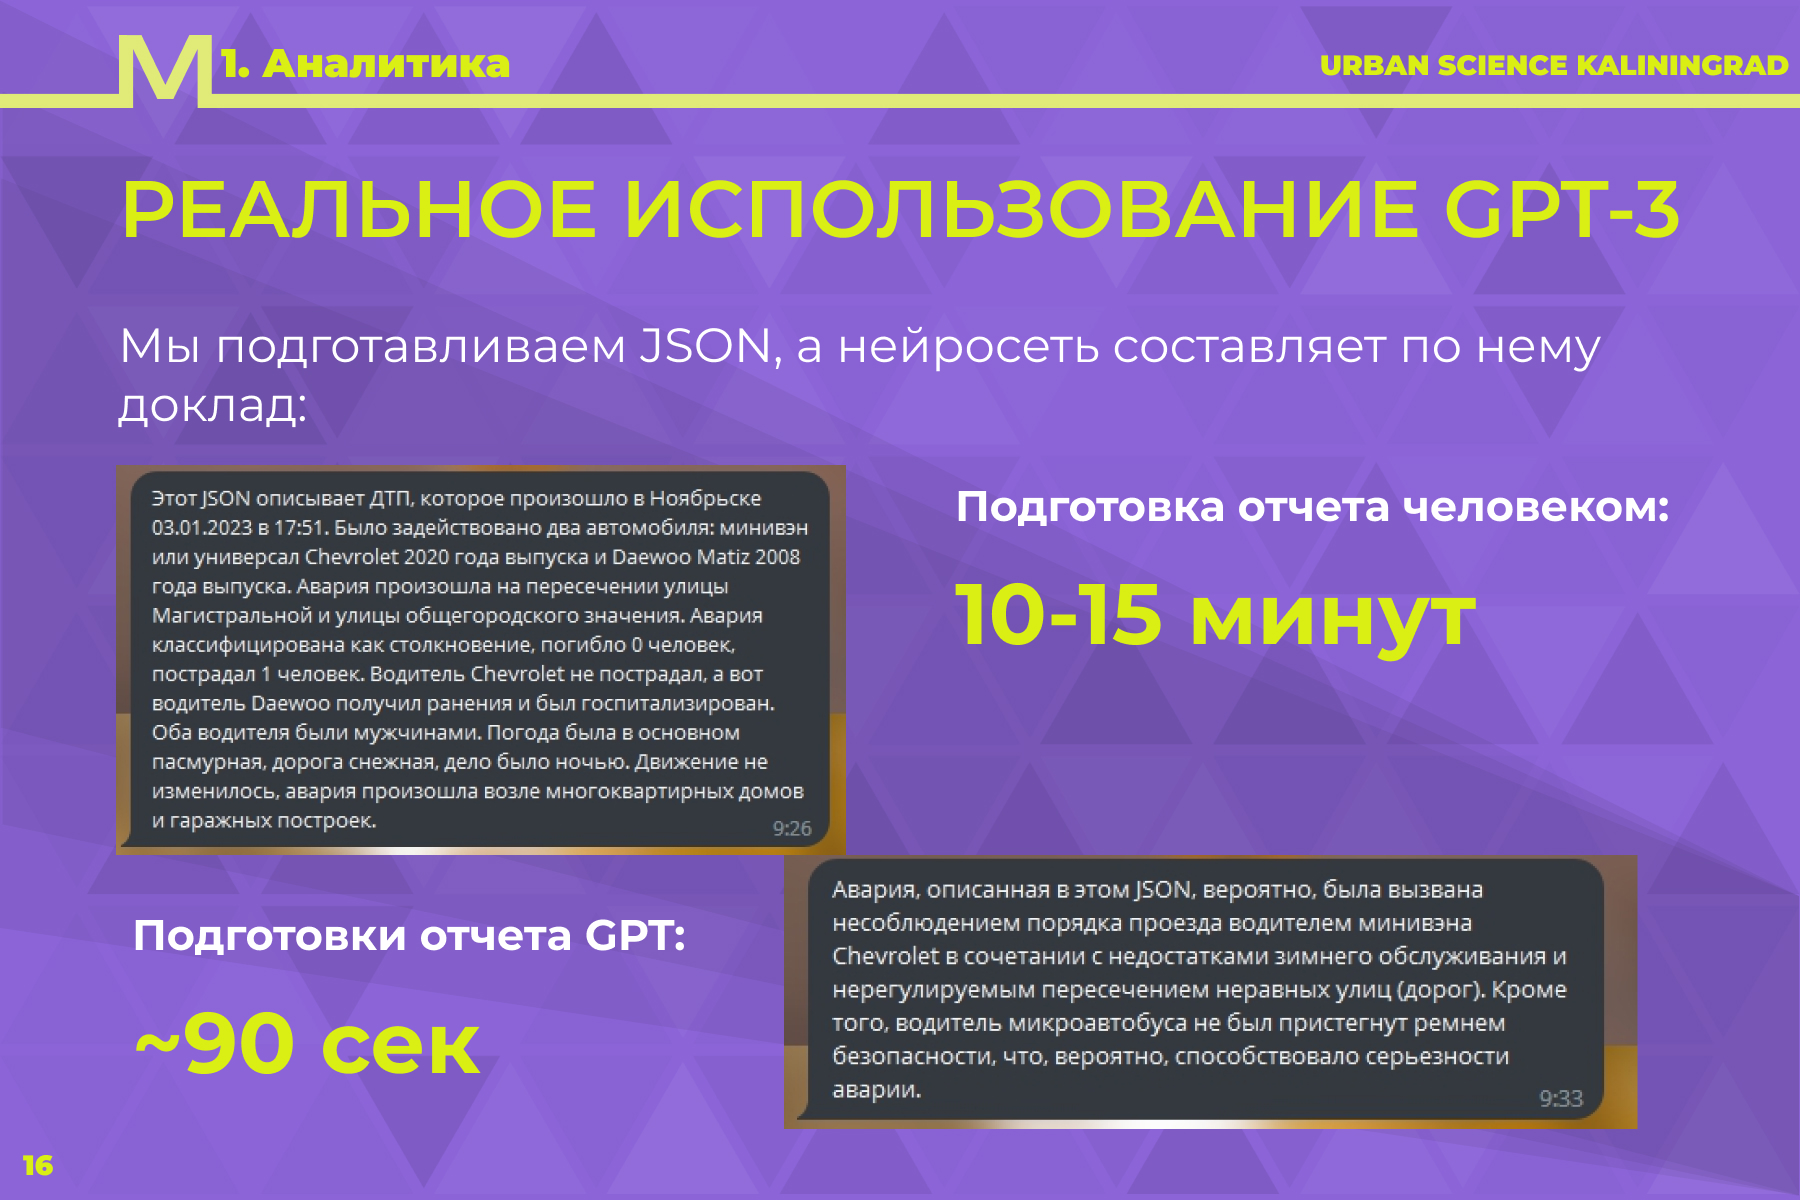 М 1. Аналитика
URBAN SCIENCE KALININGRAD
РЕАЛЬНОЕ ИСПОЛЬЗОВАНИЕ GPT-3
Мы подготавливаем JSON, а нейросеть составляет по нему
доклад:
Этот JSON описывает ДТП, которое произошло в Ноябрьске
03.01.2023 в 17:51. Было задействовано два автомобиля: минивэн
или универсал Chevrolet 2020 года выпуска и Daewoo Matiz 2008
года выпуска. Авария произошла на пересечении улицы
Магистральной и улицы общегородского значения. Авария
классифицирована как столкновение, погибло 0 человек,
пострадал 1 человек. Водитель Chevrolet не пострадал, а вот
водитель Daewoo получил ранения и был госпитализирован.
Оба водителя были мужчинами. Погода была в основном
пасмурная, дорога снежная, дело было ночью. Движение не
изменилось, авария произошла возле многоквартирных домов
и гаражных построек.
9:26
Подготовка отчета человеком:
10-15 минут
Подготовки отчета GPT:
~90 сек
Авария, описанная в этом JSON, вероятно, была вызвана
несоблюдением порядка проезда водителем минивэна
Chevrolet в сочетании с недостатками зимнего обслуживания и
нерегулируемым пересечением неравных улиц (дорог). Кроме
того, водитель микроавтобуса не был пристегнут ремнем
безопасности, что, вероятно, способствовало серьезности
аварии.
9:33
16